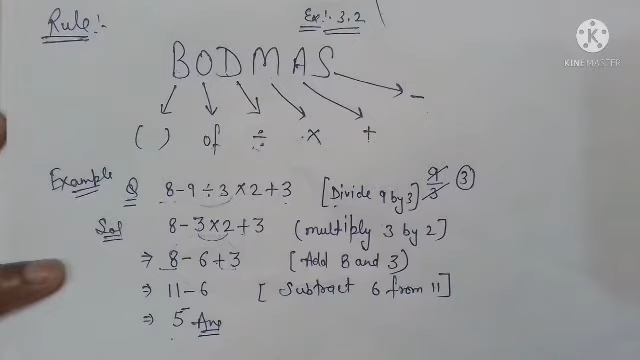 Rule:-
Ex:- 3.2
KINEMASTER
BODMAS
( ) of ÷ × + -
Example
Q 8-9÷3×2+3 [Divide 9 by 3] 9/3 3
Sol 8-3×2+3 (multiply 3 by 2)
⇒ 8-6+3 [Add 8 and 3)
⇒ 11-6 [Subtract 6 from 11]
⇒ 5 Ans